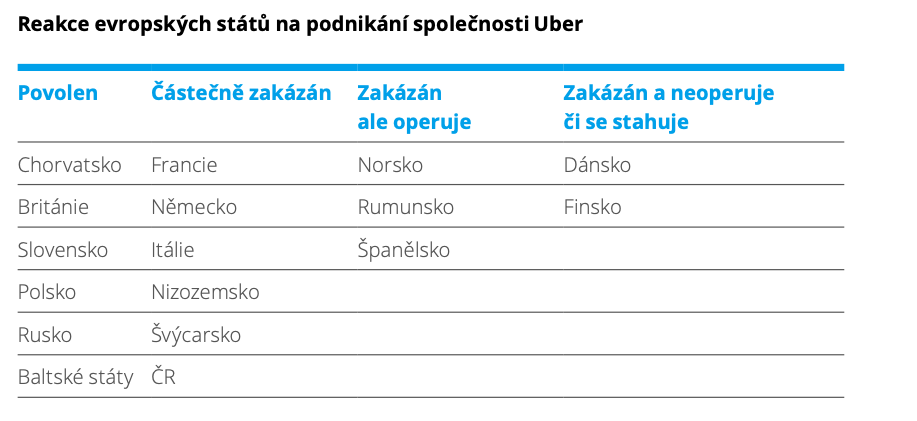 Reakce evropských států na podnikání společnosti Uber
Povolen Částečně zakázán Zakázán Zakázán a neoperuje
ale operuje či se stahuje
Chorvatsko Francie Norsko Dánsko
Británie Německo Rumunsko Finsko
Slovensko Itálie Španělsko
Polsko Nizozemsko
Rusko Švýcarsko
Baltské státy ČR